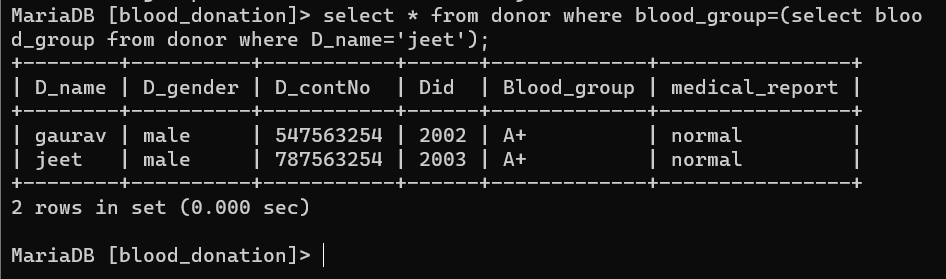 MariaDB [blood_donation]> select * from donor where blood_group=(select bloo
d_group from donor where D_name='jeet');
+--------+----------+-----------+------+-------------+----------------+
| D_name | D_gender | D_contNo  | Did  | Blood_group | medical_report |
+--------+----------+-----------+------+-------------+----------------+
| gaurav | male     | 547563254 | 2002 | A+          | normal         |
| jeet   | male     | 787563254 | 2003 | A+          | normal         |
+--------+----------+-----------+------+-------------+----------------+
2 rows in set (0.000 sec)
MariaDB [blood_donation]>